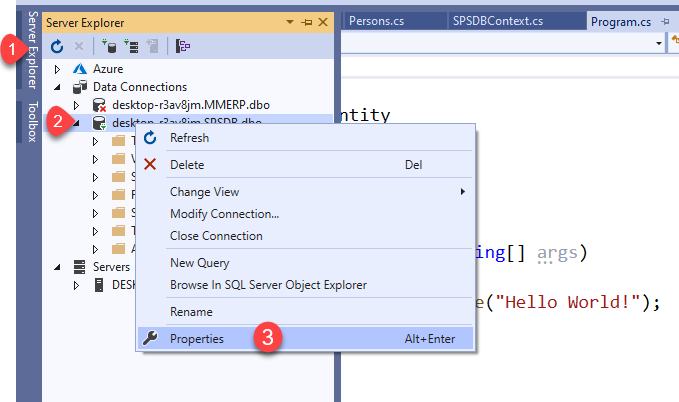 Server Explorer
Toolbox
Server Explorer
Persons.cs
SPSDBContext.cs
Program.cs
1
Azure
Data Connections
desktop-r3av8jm.MMERP.dbo
2
desktop-r3av8jm.SPSDB.dbo
ntity
T
V
S
F
S
T
A
Servers
DESK
Refresh
Delete Del
Change View
Modify Connection...
Close Connection
New Query
Browse In SQL Server Object Explorer
Rename
Properties 3 Alt+Enter
ing[] args)
e("Hello World!");